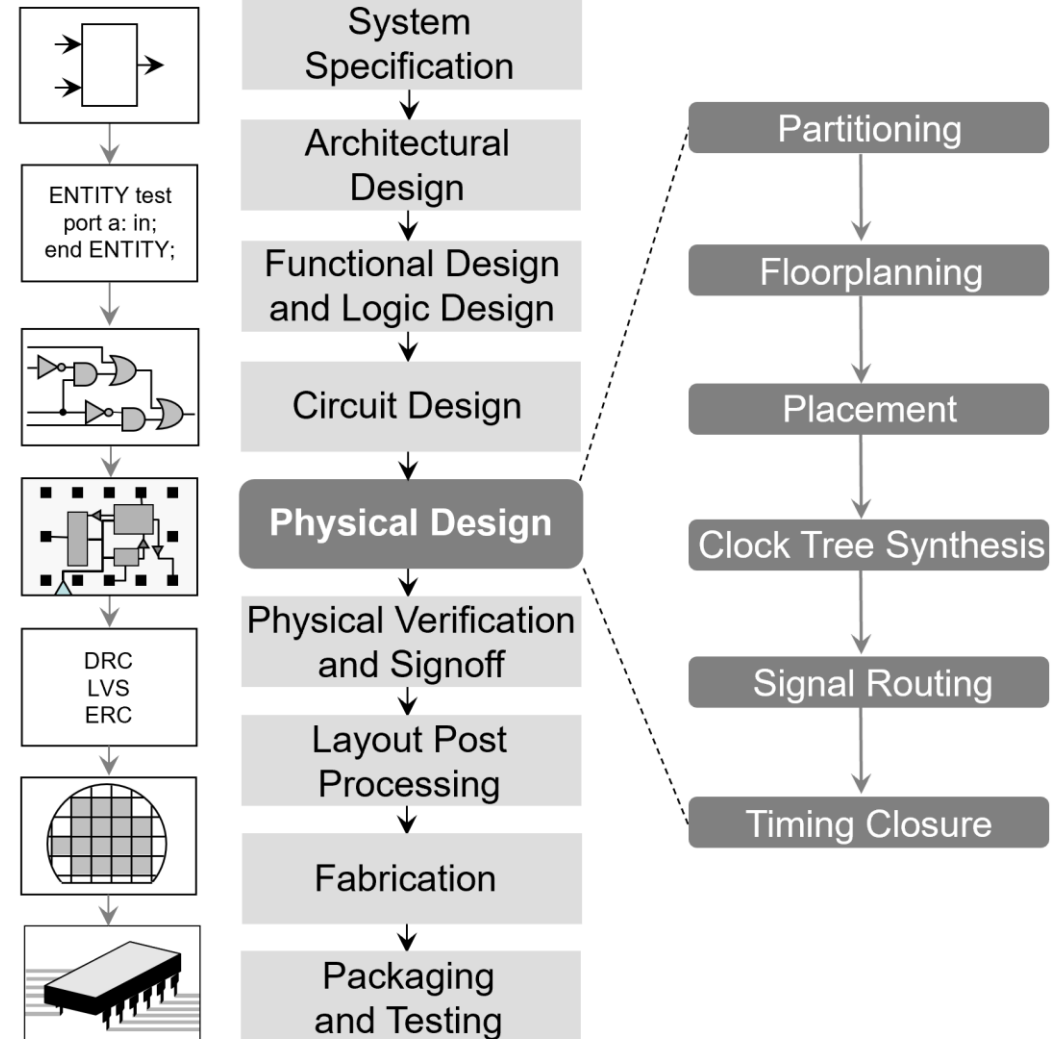 ENTITY test
port a: in;
end ENTITY;
DRC
LVS
ERC
System
Specification
Architectural
Design
Functional Design
and Logic Design
Circuit Design
Physical Design
Physical Verification
and Signoff
Layout Post
Processing
Fabrication
Packaging
and Testing
Partitioning
Floorplanning
Placement
Clock Tree Synthesis
Signal Routing
Timing Closure